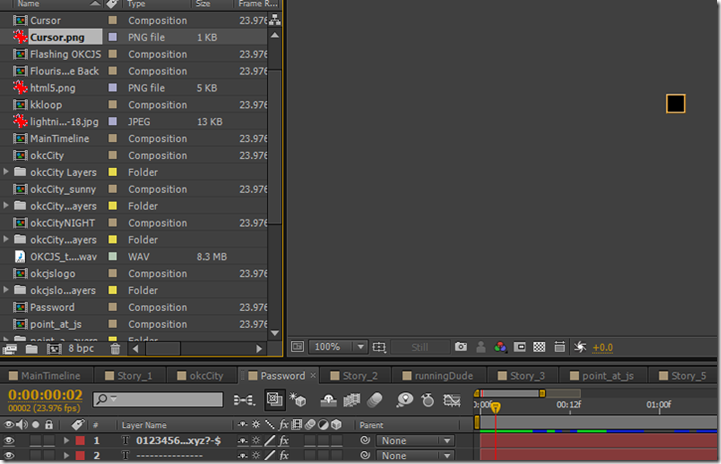 Name Type Size Frame R...
Cursor Composition 23.976
Cursor.png PNG file 1 KB
Flashing OKCJS Composition 23.976
Flouris...e Back Composition 23.976
html5.png PNG file 5 KB
kkloop Composition 23.976
lightni...-18.jpg JPEG 13 KB
MainTimeline Composition 23.976
okcCity Composition 23.976
okcCity Layers Folder
okcCity_sunny Composition 23.976
okcCi...ayers Folder
okcCityNIGHT Composition 23.976
okcC...ayers Folder
OKCJS_t....wav WAV 8.3 MB
okcjslogo Composition 23.976
okcjslo...ayers Folder
Password Composition 23.976
point_at_js Composition 23.976
8 bpc
100% Still +0.0
MainTimeline Story_1 okcCity Password × Story_2 runningDude Story_3 point_at_js Story_5
0:00:00:02
00002 (23.976 fps)
:00f 00:12f 01:00f
# Layer Name fx Parent
1 T 0123456...xyz?-$ fx None
2 T --------------- None